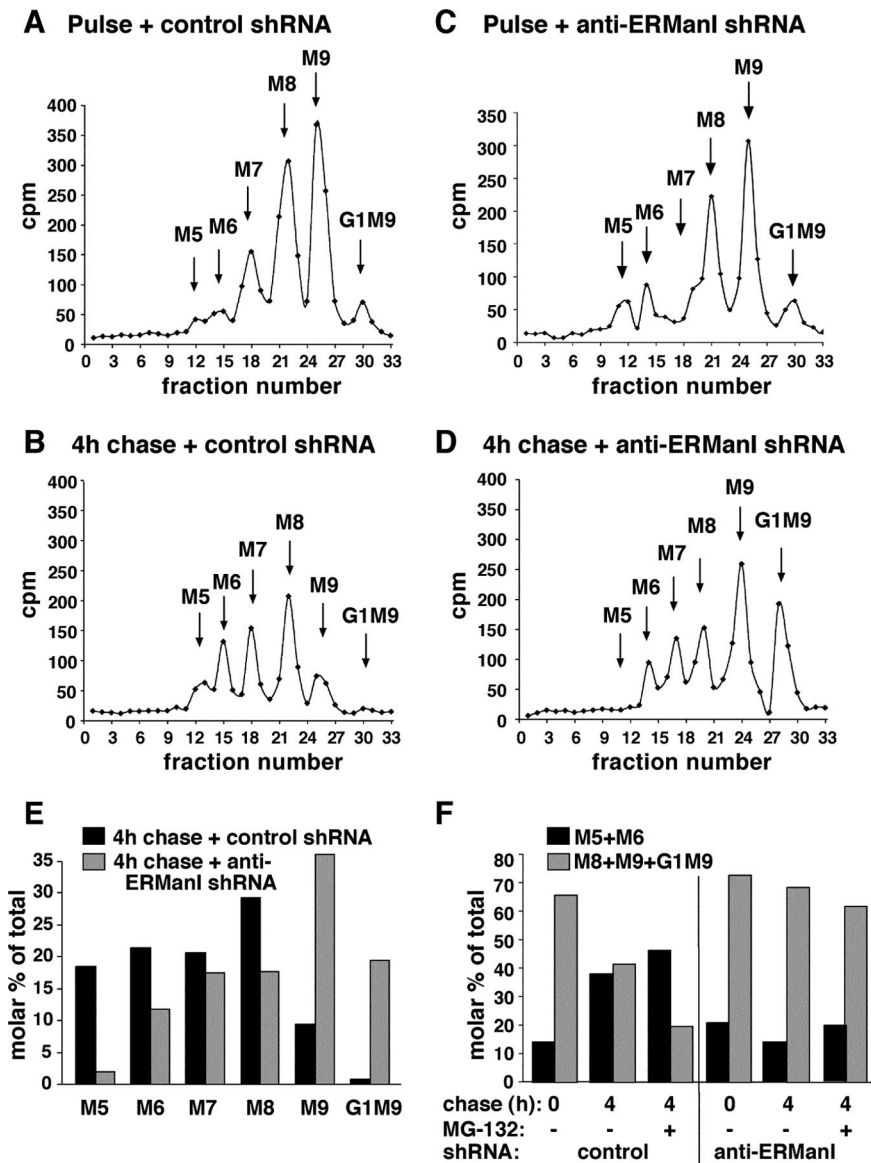 A Pulse + control shRNA
400
350
300
250
200
150
100
50
0
cpm
M5
M6
M7
M8
M9
G1M9
0 3 6 9 12 15 18 21 24 27 30 33
fraction number
C Pulse + anti-ERManI shRNA
350
300
250
200
150
100
50
0
cpm
M5
M6
M7
M8
M9
G1M9
0 3 6 9 12 15 18 21 24 27 30 33
fraction number
B 4h chase + control shRNA
400
350
300
250
200
150
100
50
0
cpm
M5
M6
M7
M8
M9
G1M9
0 3 6 9 12 15 18 21 24 27 30 33
fraction number
D 4h chase + anti-ERManI shRNA
400
350
300
250
200
150
100
50
0
cpm
M5
M6
M7
M8
M9
G1M9
0 3 6 9 12 15 18 21 24 27 30 33
fraction number
E
4h chase + control shRNA
4h chase + anti-
ERManI shRNA
35
30
25
20
15
10
5
0
molar % of total
M5 M6 M7 M8 M9 G1M9
F
M5+M6
M8+M9+G1M9
80
70
60
50
40
30
20
10
0
molar % of total
chase (h): 0 4 4 0 4 4
MG-132: - - + - - +
shRNA: control anti-ERManI